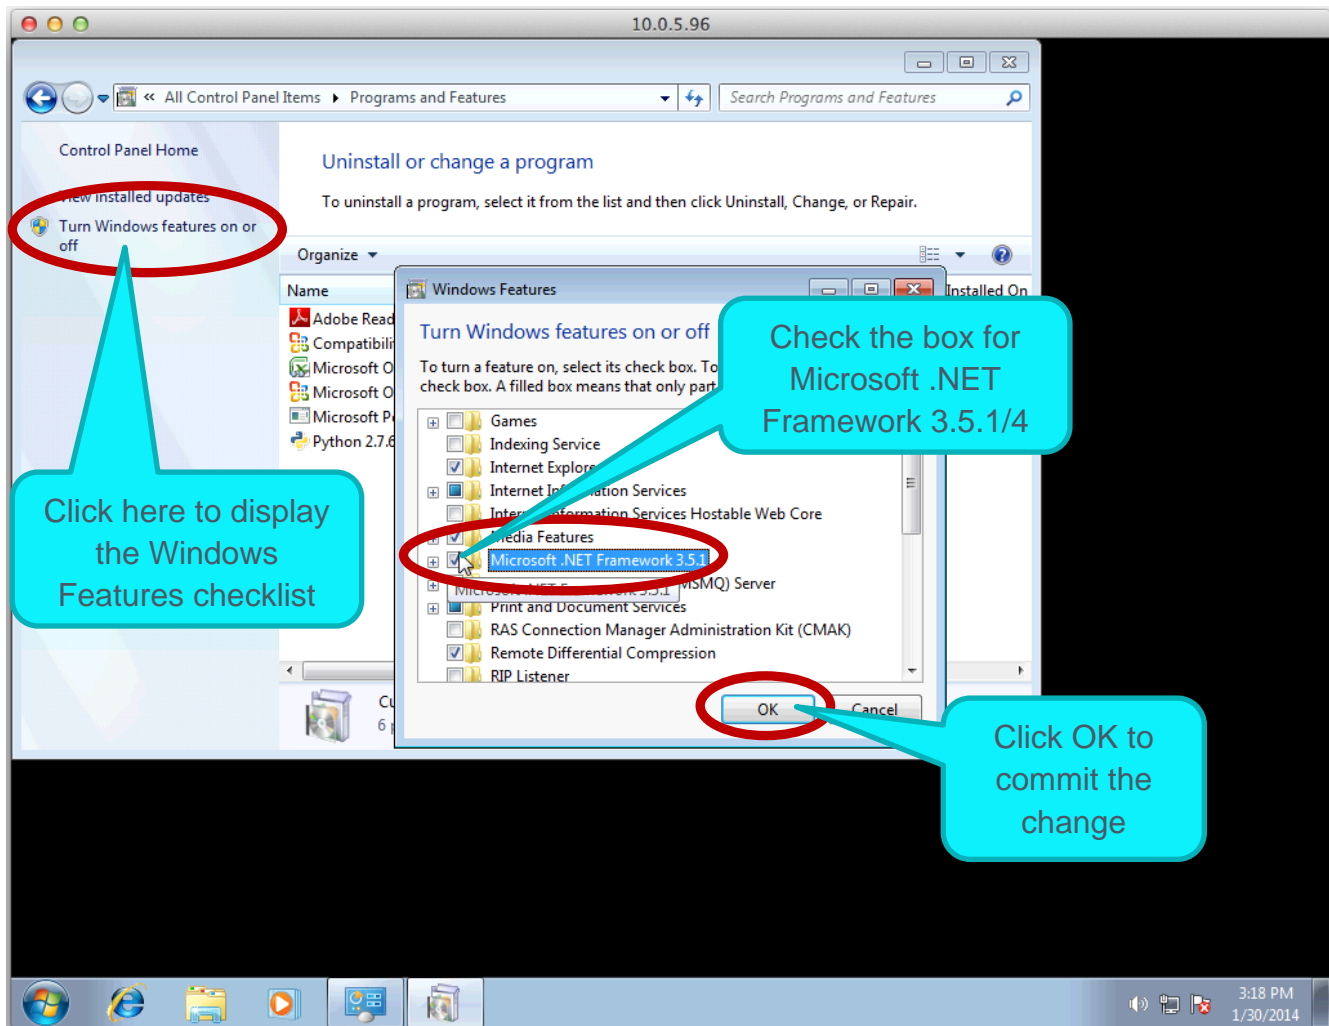 10.0.5.96
« All Control Panel Items Programs and Features
Search Programs and Features
Control Panel Home
View installed updates
Turn Windows features on or
off
Uninstall or change a program
To uninstall a program, select it from the list and then click Uninstall, Change, or Repair.
Organize
Name
Installed On
Adobe Read
Compatibili
Microsoft O
Microsoft O
Microsoft P
Python 2.7.6
Windows Features
Turn Windows features on or off
To turn a feature on, select its check box. To
check box. A filled box means that only part
Games
Indexing Service
Internet Explore
Internet Information Services
Internet Information Services Hostable Web Core
Media Features
Microsoft .NET Framework 3.5.1
MSMQ) Server
Microsoft .NET Framework 3.5.1
Print and Document Services
RAS Connection Manager Administration Kit (CMAK)
Remote Differential Compression
RIP Listener
OK
Cancel
6
Check the box for
Microsoft .NET
Framework 3.5.1/4
Click here to display
the Windows
Features checklist
Click OK to
commit the
change
3:18 PM
1/30/2014